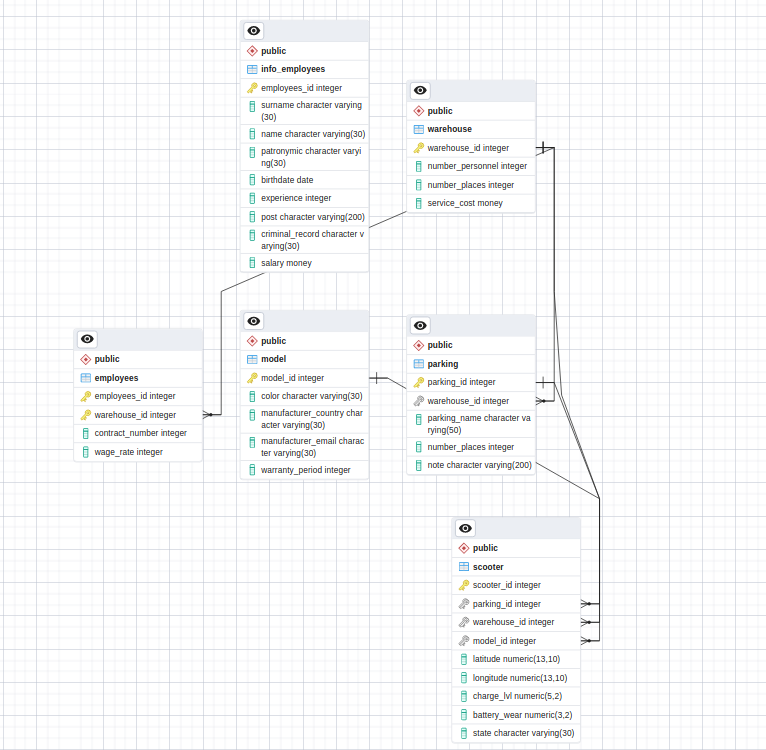 public
info_employees
employees_id integer
surname character varying
(30)
name character varying(30)
patronymic character varyi
ng(30)
birthdate date
experience integer
post character varying(200)
criminal_record character v
arying(30)
salary money
public
warehouse
warehouse_id integer
number_personnel integer
number_places integer
service_cost money
public
employees
employees_id integer
warehouse_id integer
contract_number integer
wage_rate integer
public
model
model_id integer
color character varying(30)
manufacturer_country char
acter varying(30)
manufacturer_email charac
ter varying(30)
warranty_period integer
public
parking
parking_id integer
warehouse_id integer
parking_name character va
rying(50)
number_places integer
note character varying(200)
public
scooter
scooter_id integer
parking_id integer
warehouse_id integer
model_id integer
latitude numeric(13,10)
longitude numeric(13,10)
charge_lvl numeric(5,2)
battery_wear numeric(3,2)
state character varying(30)